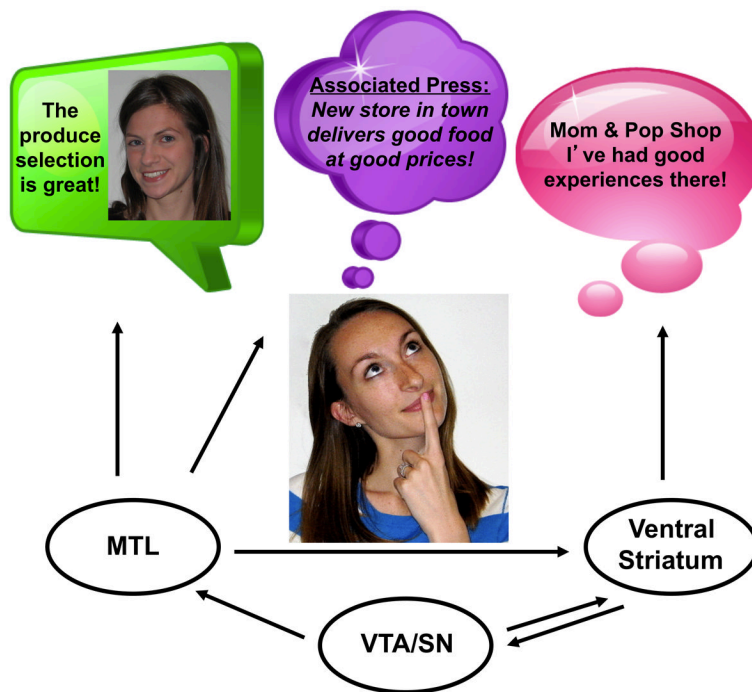 The
produce
selection
is great!
Associated Press:
New store in town
delivers good food
at good prices!
Mom & Pop Shop
I’ve had good
experiences there!
MTL
Ventral
Striatum
VTA/SN